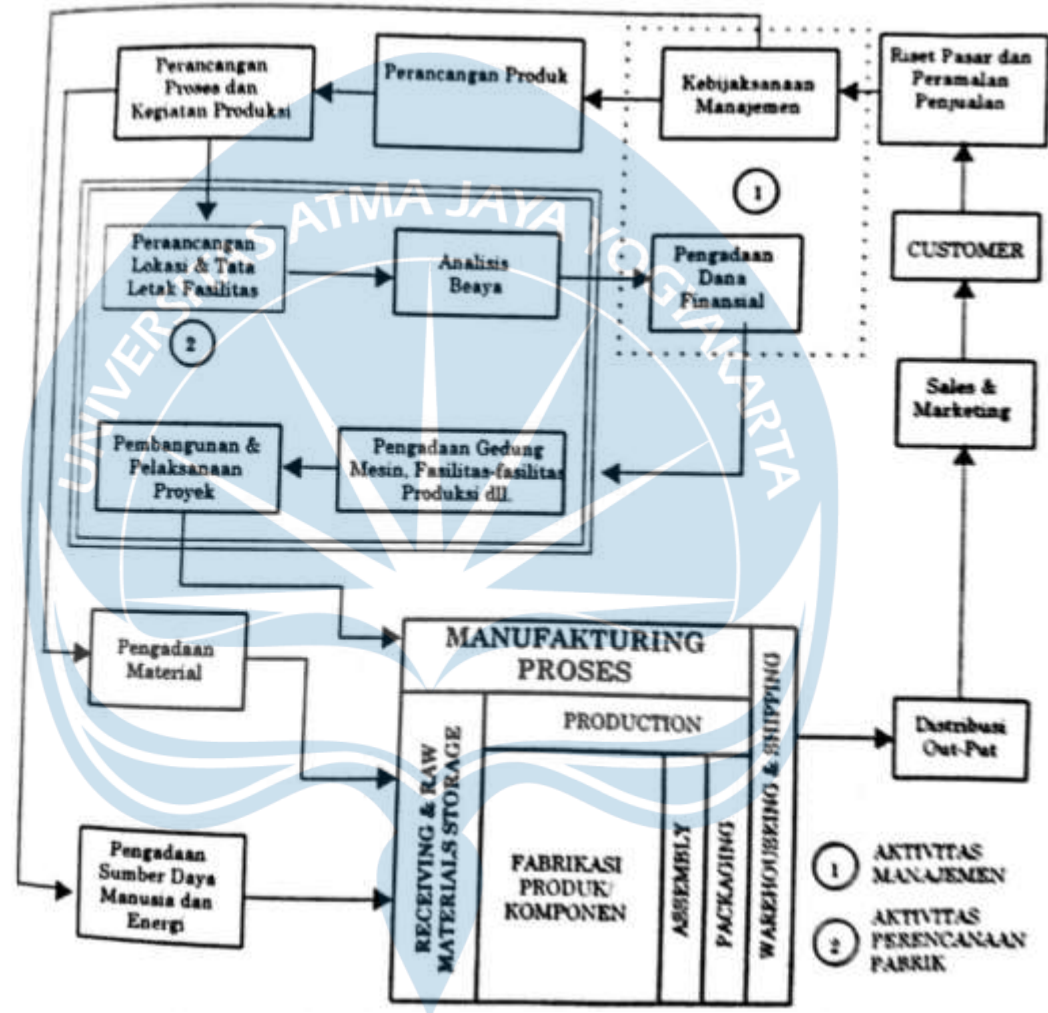 Perancangan
Proses dan
Kegiatan Produksi
Perancangan Produk
Kebijaksanaan
Manajemen
Riset Pasar dan
Peramalan
Penjualan
1
UNIVERSITAS ATMA JAYA YOGYAKARTA
Peraancangan
Lokasi & Tata
Letak Fasilitas
Analisis
Beaya
Pengadaan
Dana
Finansial
CUSTOMER
2
Sales &
Marketing
Pembangunan &
Pelaksanaan
Proyek
Pengadaan Gedung
Mesin, Fasilitas-fasilitas
Produksi dll.
Pengadaan
Material
MANUFAKTURING
PROSES
PRODUCTION
RECEIVING & RAW
MATERIALS STORAGE
FABRIKASI
PRODUK/
KOMPONEN
ASSEMBLY
PACKAGING
WAREHOUSEING & SHIPPING
Distribusi
Out-Put
Pengadaan
Sumber Daya
Manusia dan
Energi
1
AKTIVITAS
MANAJEMEN
2
AKTIVITAS
PERENCANAAN
PABRIK